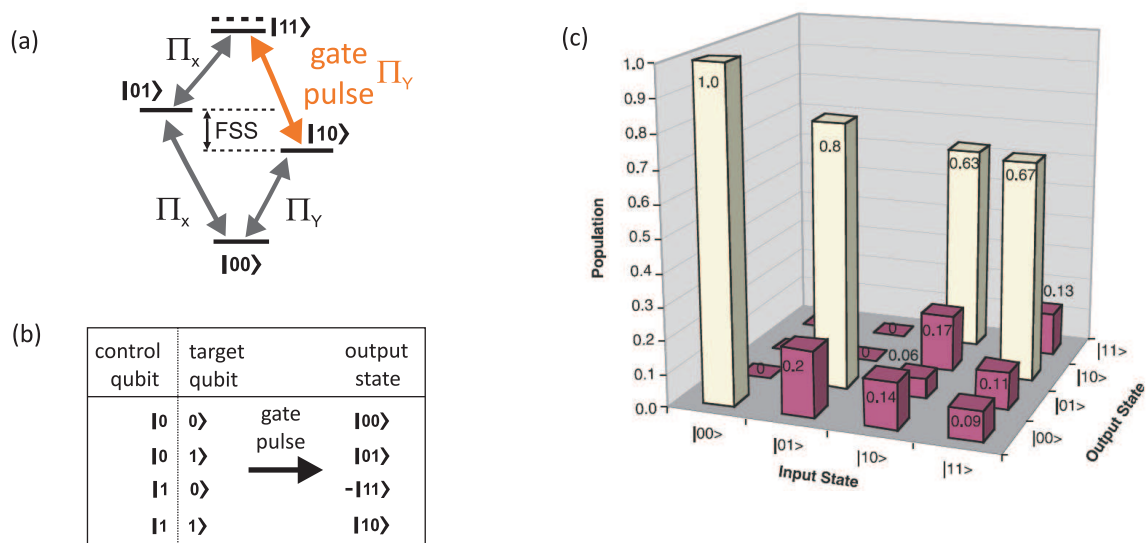 (a)
|11⟩
Πx
gate
pulse
ΠY
|01⟩
FSS
|10⟩
Πx
ΠY
|00⟩
(b)
control
qubit
target
qubit
output
state
|0 0⟩
|00⟩
gate
pulse
|0 1⟩
|01⟩
|1 0⟩
-|11⟩
|1 1⟩
|10⟩
(c)
Population
1.0
0.9
0.8
0.7
0.6
0.5
0.4
0.3
0.2
0.1
0.0
1.0
0.8
0.63
0.67
0.13
0
0.17
0
0.06
0
0.2
0.14
0.11
0.09
|00>
|01>
|10>
|11>
Input State
|00>
|01>
|10>
|11>
Output State